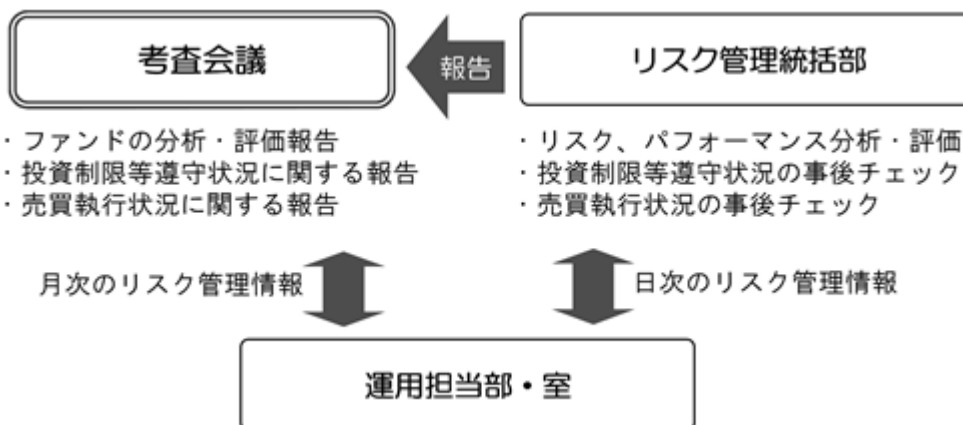 考査会議
報告
リスク管理統括部
・ファンドの分析・評価報告
・投資制限等遵守状況に関する報告
・売買執行状況に関する報告
・リスク、パフォーマンス分析・評価
・投資制限等遵守状況の事後チェック
・売買執行状況の事後チェック
月次のリスク管理情報
日次のリスク管理情報
運用担当部・室